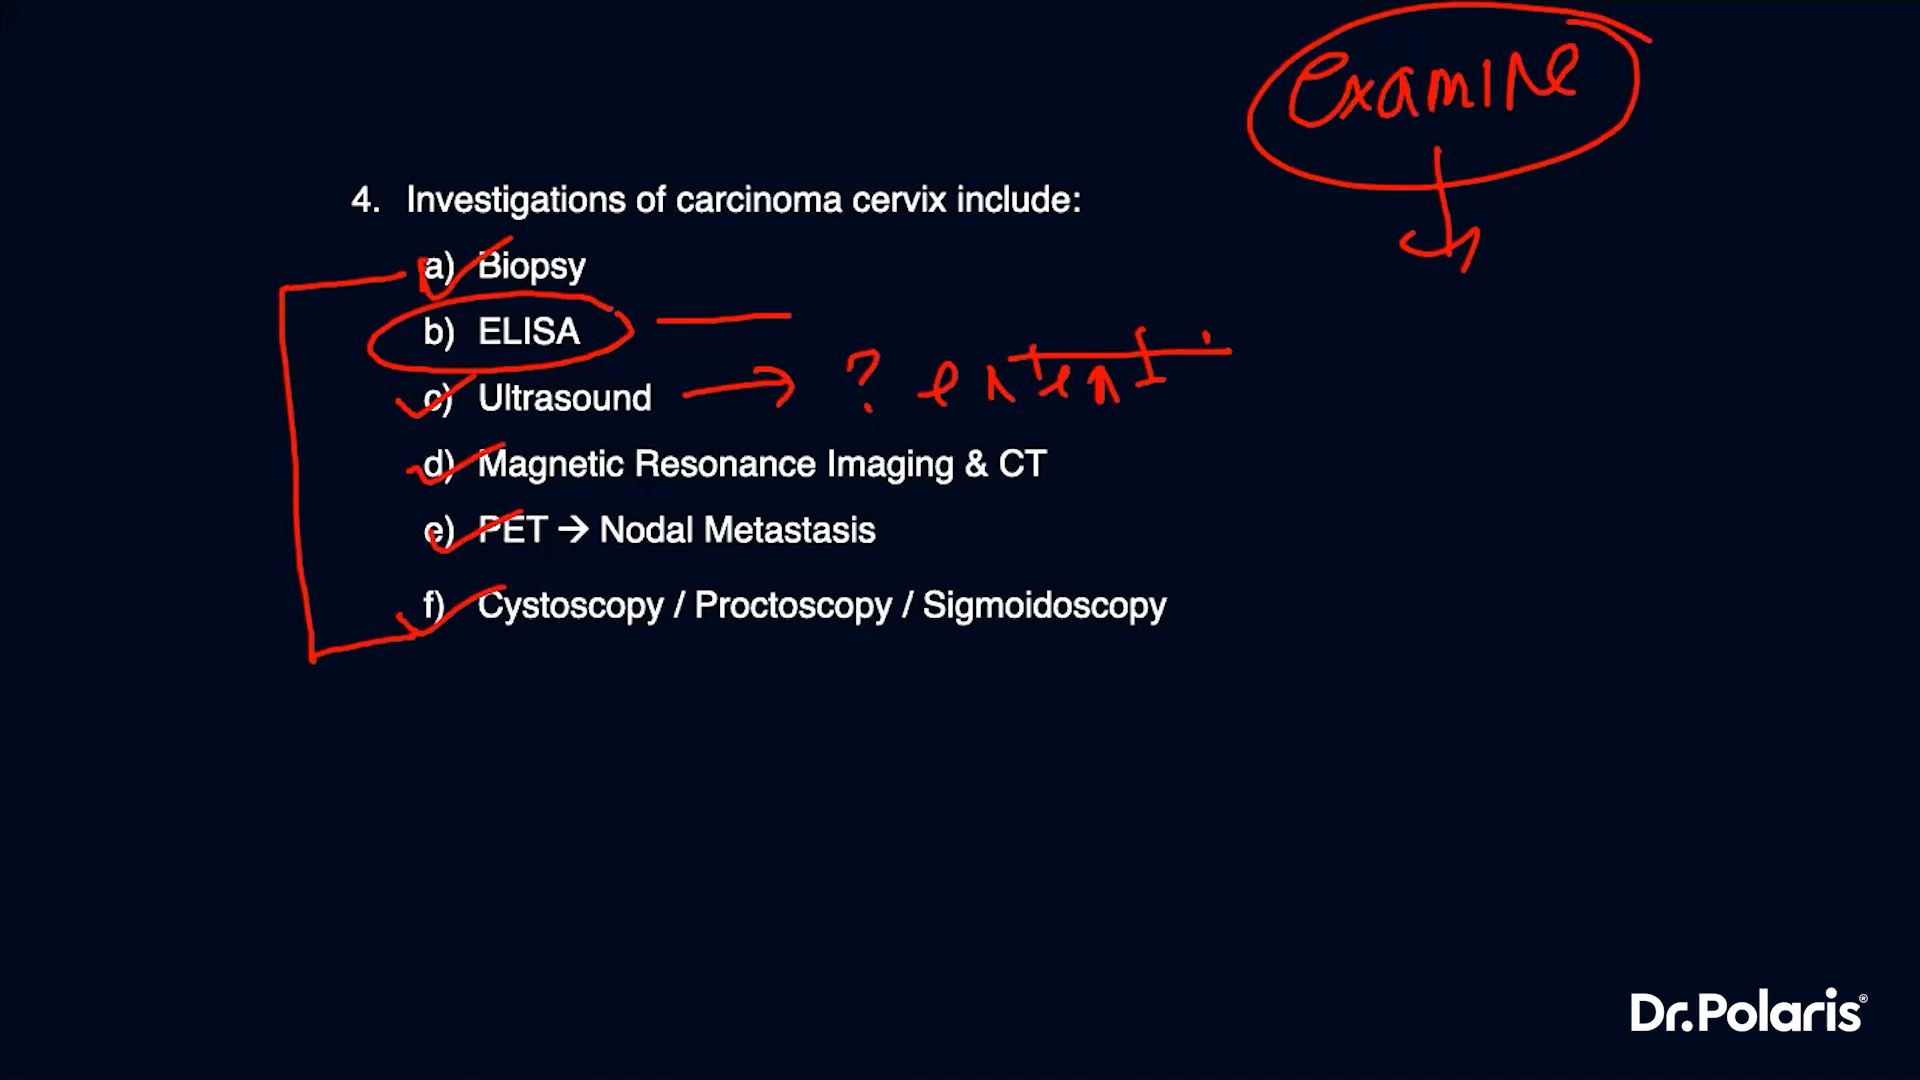 examine
4. Investigations of carcinoma cervix include:
a) Biopsy
b) ELISA
c) Ultrasound → ? extent
d) Magnetic Resonance Imaging & CT
e) PET → Nodal Metastasis
f) Cystoscopy / Proctoscopy / Sigmoidoscopy
Dr.Polaris®